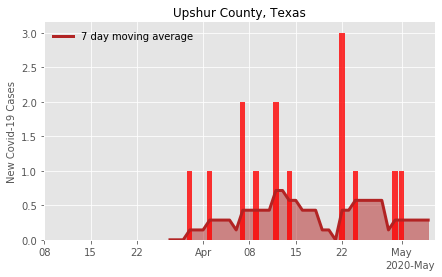 Upshur County, Texas
7 day moving average
New Covid-19 Cases
3.0
2.5
2.0
1.5
1.0
0.5
0.0
08 15 22 Apr 08 15 22 May
2020-May